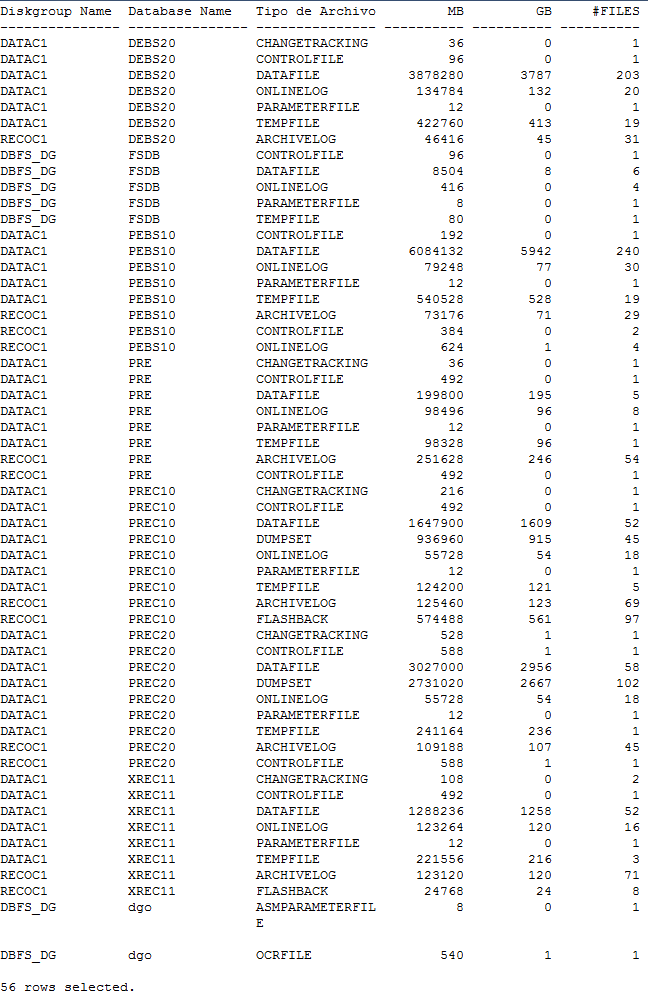 Diskgroup Name  Database Name   Tipo de Archivo         MB         GB     #FILES
--------------- --------------- --------------- ---------- ---------- ----------
DATAC1          DEBS20          CHANGETRACKING          36          0          1
DATAC1          DEBS20          CONTROLFILE             96          0          1
DATAC1          DEBS20          DATAFILE           3878280       3787        203
DATAC1          DEBS20          ONLINELOG           134784        132         20
DATAC1          DEBS20          PARAMETERFILE           12          0          1
DATAC1          DEBS20          TEMPFILE            422760        413         19
RECOC1          DEBS20          ARCHIVELOG           46416         45         31
DBFS_DG         FSDB            CONTROLFILE             96          0          1
DBFS_DG         FSDB            DATAFILE              8504          8          6
DBFS_DG         FSDB            ONLINELOG              416          0          4
DBFS_DG         FSDB            PARAMETERFILE            8          0          1
DBFS_DG         FSDB            TEMPFILE                80          0          1
DATAC1          PEBS10          CONTROLFILE            192          0          1
DATAC1          PEBS10          DATAFILE           6084132       5942        240
DATAC1          PEBS10          ONLINELOG            79248         77         30
DATAC1          PEBS10          PARAMETERFILE           12          0          1
DATAC1          PEBS10          TEMPFILE            540528        528         19
RECOC1          PEBS10          ARCHIVELOG           73176         71         29
RECOC1          PEBS10          CONTROLFILE            384          0          2
RECOC1          PEBS10          ONLINELOG              624          1          4
DATAC1          PRE             CHANGETRACKING          36          0          1
DATAC1          PRE             CONTROLFILE            492          0          1
DATAC1          PRE             DATAFILE            199800        195          5
DATAC1          PRE             ONLINELOG            98496         96          8
DATAC1          PRE             PARAMETERFILE           12          0          1
DATAC1          PRE             TEMPFILE             98328         96          1
RECOC1          PRE             ARCHIVELOG          251628        246         54
RECOC1          PRE             CONTROLFILE            492          0          1
DATAC1          PREC10          CHANGETRACKING         216          0          1
DATAC1          PREC10          CONTROLFILE            492          0          1
DATAC1          PREC10          DATAFILE           1647900       1609         52
DATAC1          PREC10          DUMPSET             936960        915         45
DATAC1          PREC10          ONLINELOG            55728         54         18
DATAC1          PREC10          PARAMETERFILE           12          0          1
DATAC1          PREC10          TEMPFILE            124200        121          5
RECOC1          PREC10          ARCHIVELOG          125460        123         69
RECOC1          PREC10          FLASHBACK           574488        561         97
DATAC1          PREC20          CHANGETRACKING         528          1          1
DATAC1          PREC20          CONTROLFILE            588          1          1
DATAC1          PREC20          DATAFILE           3027000       2956         58
DATAC1          PREC20          DUMPSET            2731020       2667        102
DATAC1          PREC20          ONLINELOG            55728         54         18
DATAC1          PREC20          PARAMETERFILE           12          0          1
DATAC1          PREC20          TEMPFILE            241164        236          1
RECOC1          PREC20          ARCHIVELOG          109188        107         45
RECOC1          PREC20          CONTROLFILE            588          1          1
DATAC1          XREC11          CHANGETRACKING         108          0          2
DATAC1          XREC11          CONTROLFILE            492          0          1
DATAC1          XREC11          DATAFILE           1288236       1258         52
DATAC1          XREC11          ONLINELOG           123264        120         16
DATAC1          XREC11          PARAMETERFILE           12          0          1
DATAC1          XREC11          TEMPFILE            221556        216          3
RECOC1          XREC11          ARCHIVELOG          123120        120         71
RECOC1          XREC11          FLASHBACK            24768         24          8
DBFS_DG         dgo             ASMPARAMETERFIL          8          0          1
                                E
DBFS_DG         dgo             OCRFILE                540          1          1
56 rows selected.